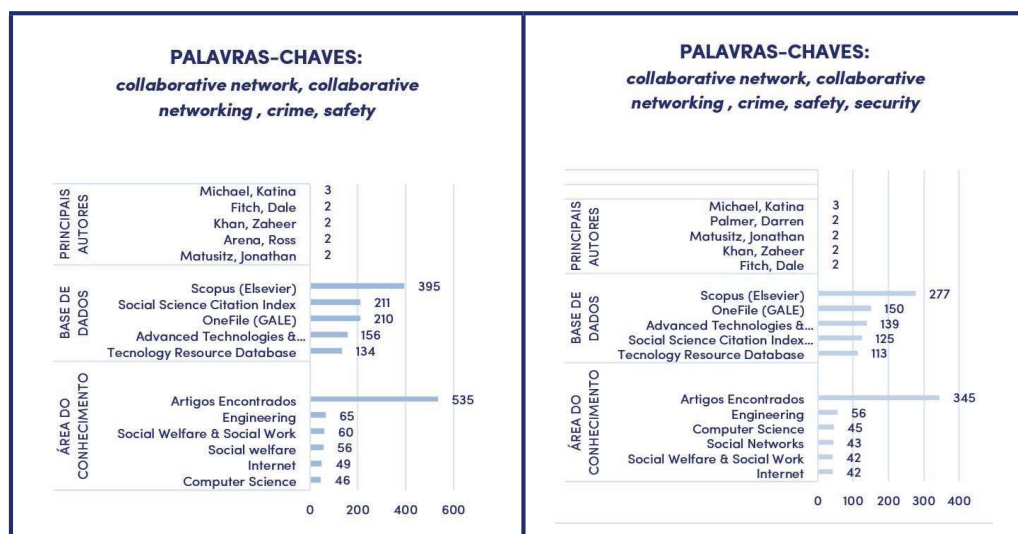 PALAVRAS-CHAVES:
collaborative network, collaborative
networking , crime, safety
PRINCIPAIS
AUTORES
Michael, Katina 3
Fitch, Dale 2
Khan, Zaheer 2
Arena, Ross 2
Matusitz, Jonathan 2
BASE DE
DADOS
Scopus (Elsevier) 395
Social Science Citation Index 211
OneFile (GALE) 210
Advanced Technologies &... 156
Tecnology Resource Database 134
ÁREA DO
CONHECIMENTO
Artigos Encontrados 535
Engineering 65
Social Welfare & Social Work 60
Social welfare 56
Internet 49
Computer Science 46
0 200 400 600
PALAVRAS-CHAVES:
collaborative network, collaborative
networking , crime, safety, security
PRINCIPAIS
AUTORES
Michael, Katina 3
Palmer, Darren 2
Matusitz, Jonathan 2
Khan, Zaheer 2
Fitch, Dale 2
BASE DE
DADOS
Scopus (Elsevier) 277
OneFile (GALE) 150
Advanced Technologies &... 139
Social Science Citation Index... 125
Tecnology Resource Database 113
ÁREA DO
CONHECIMENTO
Artigos Encontrados 345
Engineering 56
Computer Science 45
Social Networks 43
Social Welfare & Social Work 42
Internet 42
0 100 200 300 400